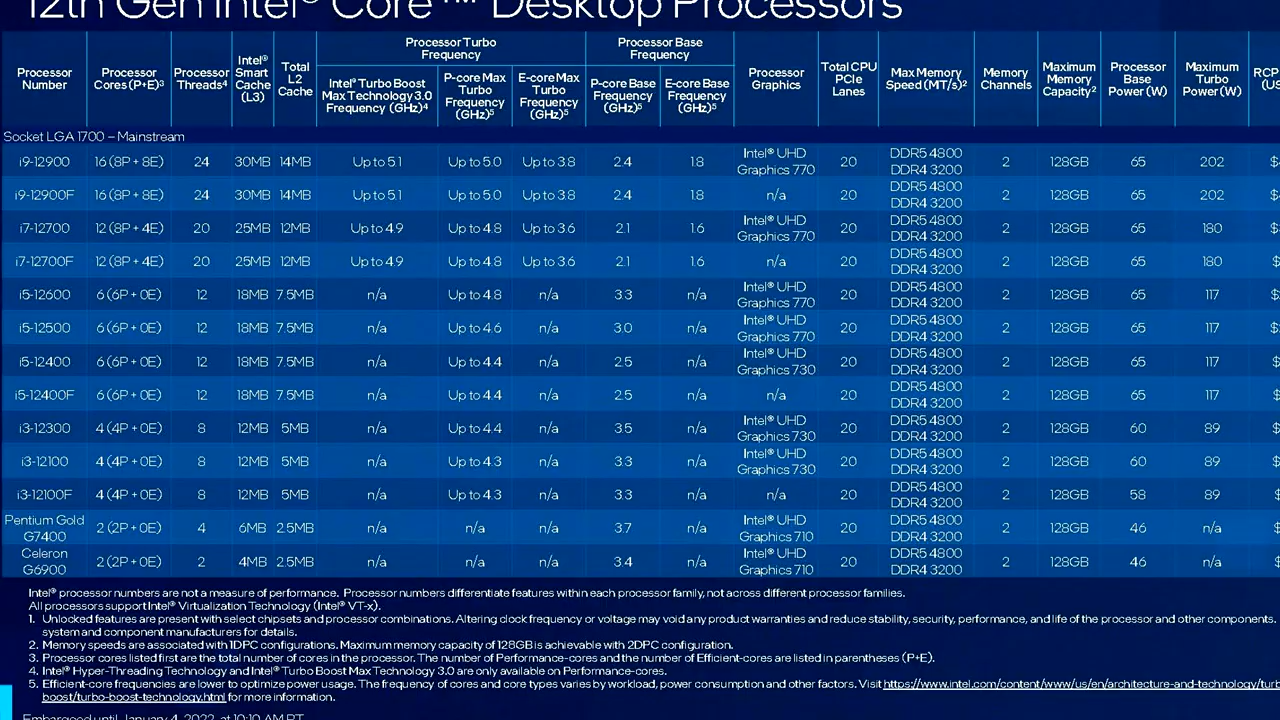 12th Gen Intel® Core™ Desktop Processors
Processor Number | Processor Cores (P+E)³ | Processor Threads⁴ | Intel® Smart Cache (L3) | Total L2 Cache | Processor Turbo Frequency | Processor Base Frequency | Processor Graphics | Total CPU PCIe Lanes | Max Memory Speed (MT/s)² | Memory Channels | Maximum Memory Capacity² | Processor Base Power (W) | Maximum Turbo Power (W) | RCP
Intel® Turbo Boost Max Technology 3.0 Frequency (GHz)⁴ | P-core Max Turbo Frequency (GHz)⁵ | E-core Max Turbo Frequency (GHz)⁵ | P-core Base Frequency (GHz)⁵ | E-core Base Frequency (GHz)⁵
Socket LGA 1700 – Mainstream
i9-12900 | 16 (8P + 8E) | 24 | 30MB | 14MB | Up to 5.1 | Up to 5.0 | Up to 3.8 | 2.4 | 1.8 | Intel® UHD Graphics 770 | 20 | DDR5 4800 DDR4 3200 | 2 | 128GB | 65 | 202
i9-12900F | 16 (8P + 8E) | 24 | 30MB | 14MB | Up to 5.1 | Up to 5.0 | Up to 3.8 | 2.4 | 1.8 | n/a | 20 | DDR5 4800 DDR4 3200 | 2 | 128GB | 65 | 202
i7-12700 | 12 (8P + 4E) | 20 | 25MB | 12MB | Up to 4.9 | Up to 4.8 | Up to 3.6 | 2.1 | 1.6 | Intel® UHD Graphics 770 | 20 | DDR5 4800 DDR4 3200 | 2 | 128GB | 65 | 180
i7-12700F | 12 (8P + 4E) | 20 | 25MB | 12MB | Up to 4.9 | Up to 4.8 | Up to 3.6 | 2.1 | 1.6 | n/a | 20 | DDR5 4800 DDR4 3200 | 2 | 128GB | 65 | 180
i5-12600 | 6 (6P + 0E) | 12 | 18MB | 7.5MB | n/a | Up to 4.8 | n/a | 3.3 | n/a | Intel® UHD Graphics 770 | 20 | DDR5 4800 DDR4 3200 | 2 | 128GB | 65 | 117
i5-12500 | 6 (6P + 0E) | 12 | 18MB | 7.5MB | n/a | Up to 4.6 | n/a | 3.0 | n/a | Intel® UHD Graphics 770 | 20 | DDR5 4800 DDR4 3200 | 2 | 128GB | 65 | 117
i5-12400 | 6 (6P + 0E) | 12 | 18MB | 7.5MB | n/a | Up to 4.4 | n/a | 2.5 | n/a | Intel® UHD Graphics 730 | 20 | DDR5 4800 DDR4 3200 | 2 | 128GB | 65 | 117
i5-12400F | 6 (6P + 0E) | 12 | 18MB | 7.5MB | n/a | Up to 4.4 | n/a | 2.5 | n/a | n/a | 20 | DDR5 4800 DDR4 3200 | 2 | 128GB | 65 | 117
i3-12300 | 4 (4P + 0E) | 8 | 12MB | 5MB | n/a | Up to 4.4 | n/a | 3.5 | n/a | Intel® UHD Graphics 730 | 20 | DDR5 4800 DDR4 3200 | 2 | 128GB | 60 | 89
i3-12100 | 4 (4P + 0E) | 8 | 12MB | 5MB | n/a | Up to 4.3 | n/a | 3.3 | n/a | Intel® UHD Graphics 730 | 20 | DDR5 4800 DDR4 3200 | 2 | 128GB | 60 | 89
i3-12100F | 4 (4P + 0E) | 8 | 12MB | 5MB | n/a | Up to 4.3 | n/a | 3.3 | n/a | n/a | 20 | DDR5 4800 DDR4 3200 | 2 | 128GB | 58 | 89
Pentium Gold G7400 | 2 (2P + 0E) | 4 | 6MB | 2.5MB | n/a | n/a | n/a | 3.7 | n/a | Intel® UHD Graphics 710 | 20 | DDR5 4800 DDR4 3200 | 2 | 128GB | 46 | n/a
Celeron G6900 | 2 (2P + 0E) | 2 | 4MB | 2.5MB | n/a | n/a | n/a | 3.4 | n/a | Intel® UHD Graphics 710 | 20 | DDR5 4800 DDR4 3200 | 2 | 128GB | 46 | n/a
Intel® processor numbers are not a measure of performance. Processor numbers differentiate features within each processor family, not across different processor families.
All processors support Intel® Virtualization Technology (Intel® VT-x).
1. Unlocked features are present with select chipsets and processor combinations. Altering clock frequency or voltage may void any product warranties and reduce stability, security, performance, and life of the processor and other components.
system and component manufacturers for details.
2. Memory speeds are associated with 1DPC configurations. Maximum memory capacity of 128GB is achievable with 2DPC configuration.
3. Processor cores listed first are the total number of cores in the processor. The number of Performance-cores and the number of Efficient-cores are listed in parentheses (P+E).
4. Intel® Hyper-Threading Technology and Intel® Turbo Boost Max Technology 3.0 are only available on Performance-cores.
5. Efficient-core frequencies are lower to optimize power usage. The frequency of cores and core types varies by workload, power consumption and other factors. Visit https://www.intel.com/content/www/us/en/architecture-and-technology/turb
boost/turbo-boost-technology.html for more information.
Embargoed until January 4, 2022, at 10:10 AM PT